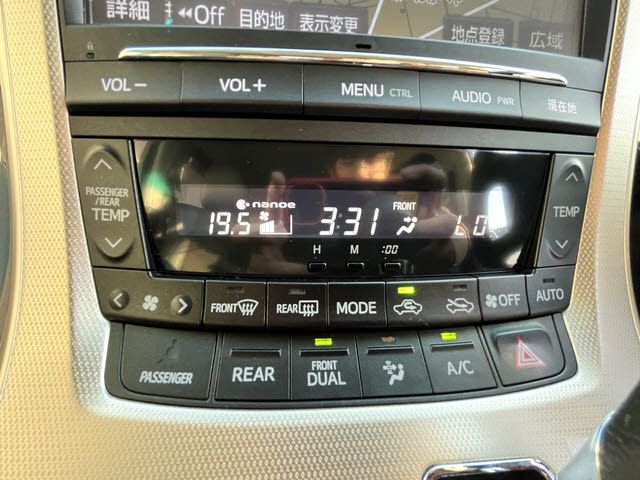 詳細 ◀◀Off 目的地 表示変更 地点登録 広域
VOL− VOL+ MENU CTRL AUDIO PWR 現在地
PASSENGER
/REAR
TEMP
nanoe
19.5 3:31 FRONT LO
H M :00
TEMP
FRONT REAR MODE OFF AUTO
PASSENGER REAR FRONT DUAL A/C